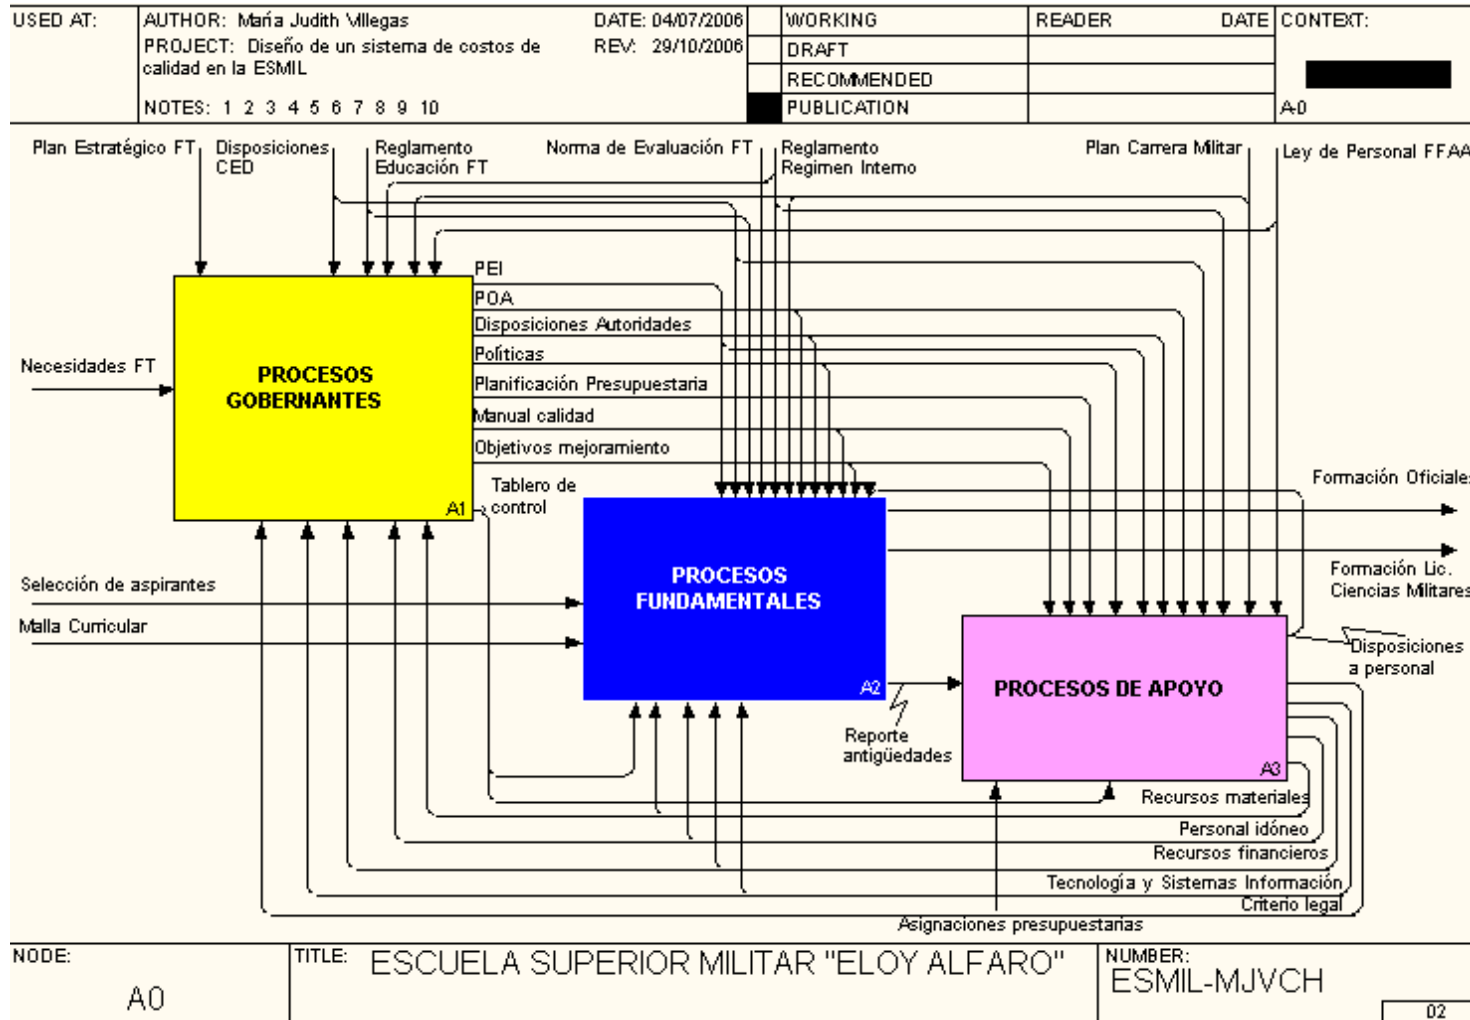 USED AT:
AUTHOR: María Judith Villegas
DATE: 04/07/2006
PROJECT: Diseño de un sistema de costos de
calidad en la ESMIL
REV: 29/10/2006
NOTES: 1 2 3 4 5 6 7 8 9 10
WORKING
DRAFT
RECOMMENDED
PUBLICATION
READER
DATE
CONTEXT:
A-0
Plan Estratégico FT
Disposiciones
CED
Reglamento
Educación FT
Norma de Evaluación FT
Reglamento
Regimen Interno
Plan Carrera Militar
Ley de Personal FFAA
Necesidades FT
PROCESOS
GOBERNANTES
A1
PEI
POA
Disposiciones Autoridades
Políticas
Planificación Presupuestaria
Manual calidad
Objetivos mejoramiento
Tablero de
control
Selección de aspirantes
Malla Curricular
PROCESOS
FUNDAMENTALES
A2
Formación Oficiales
Formación Lic.
Ciencias Militares
Disposiciones
a personal
Reporte
antigüedades
PROCESOS DE APOYO
A3
Recursos materiales
Personal idóneo
Recursos financieros
Tecnología y Sistemas Información
Criterio legal
Asignaciones presupuestarias
NODE:
A0
TITLE:
ESCUELA SUPERIOR MILITAR "ELOY ALFARO"
NUMBER:
ESMIL-MJVCH
02